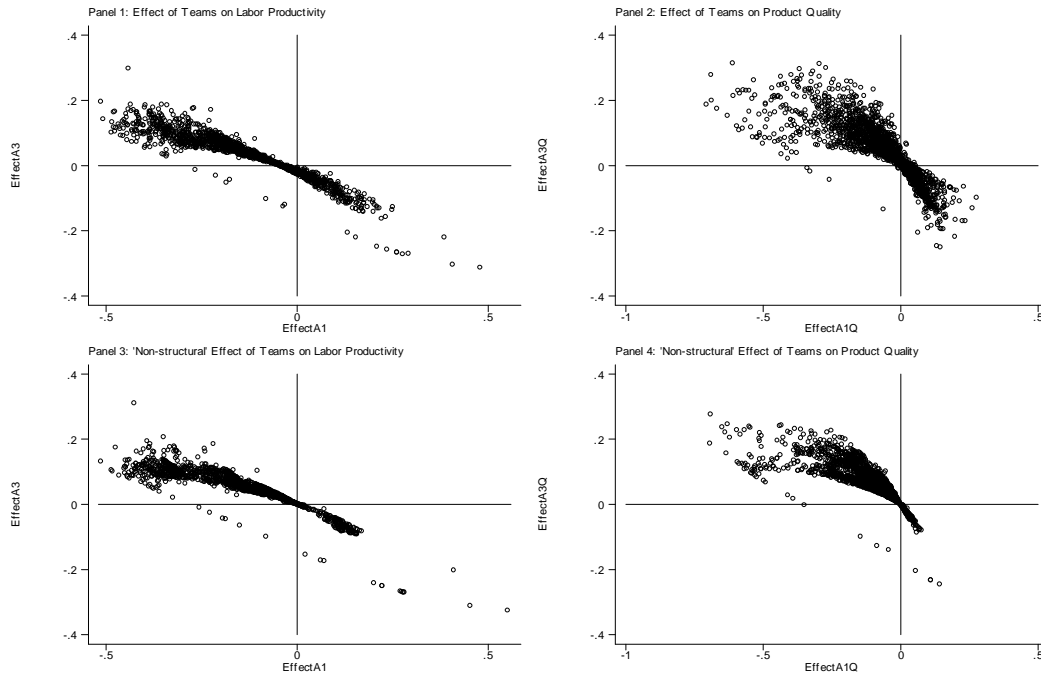 Panel 1: Effect of Teams on Labor Productivity
.4
.2
0
-.2
-.4
EffectA3
-.5
0
.5
EffectA1
Panel 2: Effect of Teams on Product Quality
.4
.2
0
-.2
-.4
EffectA3Q
-1
-.5
0
.5
EffectA1Q
Panel 3: 'Non-structural' Effect of Teams on Labor Productivity
.4
.2
0
-.2
-.4
EffectA3
-.5
0
.5
EffectA1
Panel 4: 'Non-structural' Effect of Teams on Product Quality
.4
.2
0
-.2
-.4
EffectA3Q
-1
-.5
0
.5
EffectA1Q